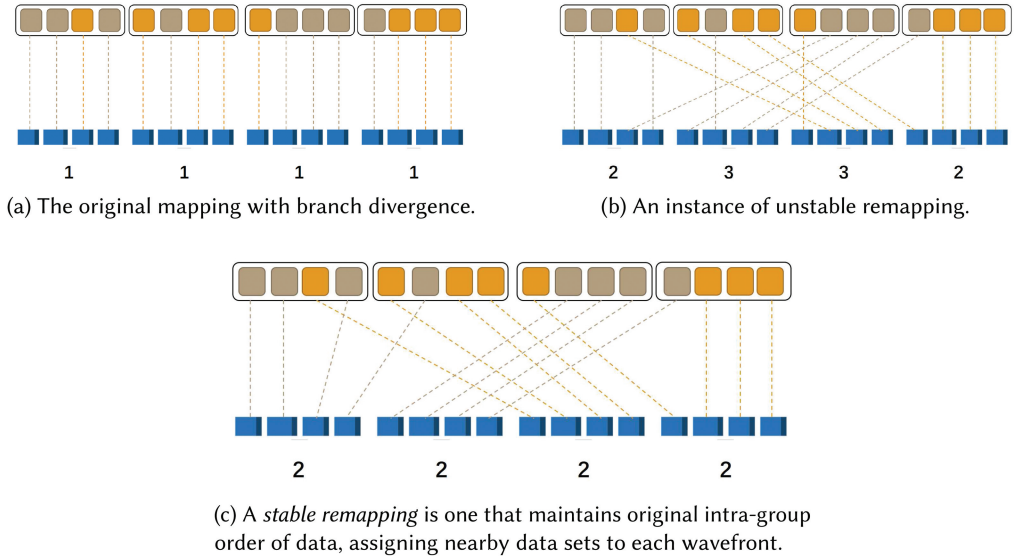 1 1 1 1
(a) The original mapping with branch divergence.
2 3 3 2
(b) An instance of unstable remapping.
2 2 2 2
(c) A stable remapping is one that maintains original intra-group
order of data, assigning nearby data sets to each wavefront.